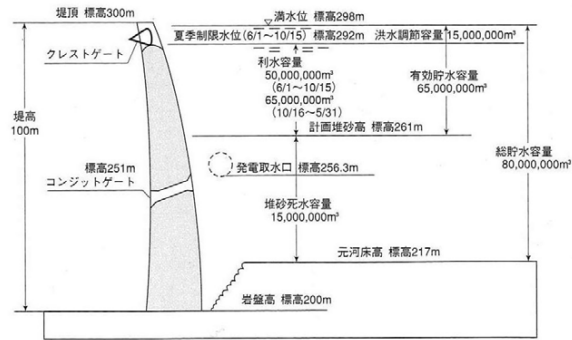 堤頂 標高300m
満水位 標高298m
夏季制限水位(6/1～10/15) 標高292m 洪水調節容量 15,000,000m³
クレストゲート
利水容量
50,000,000m³
(6/1～10/15)
65,000,000m³
(10/16～5/31)
有効貯水容量
65,000,000m³
堤高
100m
計画堆砂高 標高261m
総貯水容量
80,000,000m³
標高251m
コンジットゲート
発電取水口 標高256.3m
堆砂死水容量
15,000,000m³
元河床高 標高217m
岩盤高 標高200m